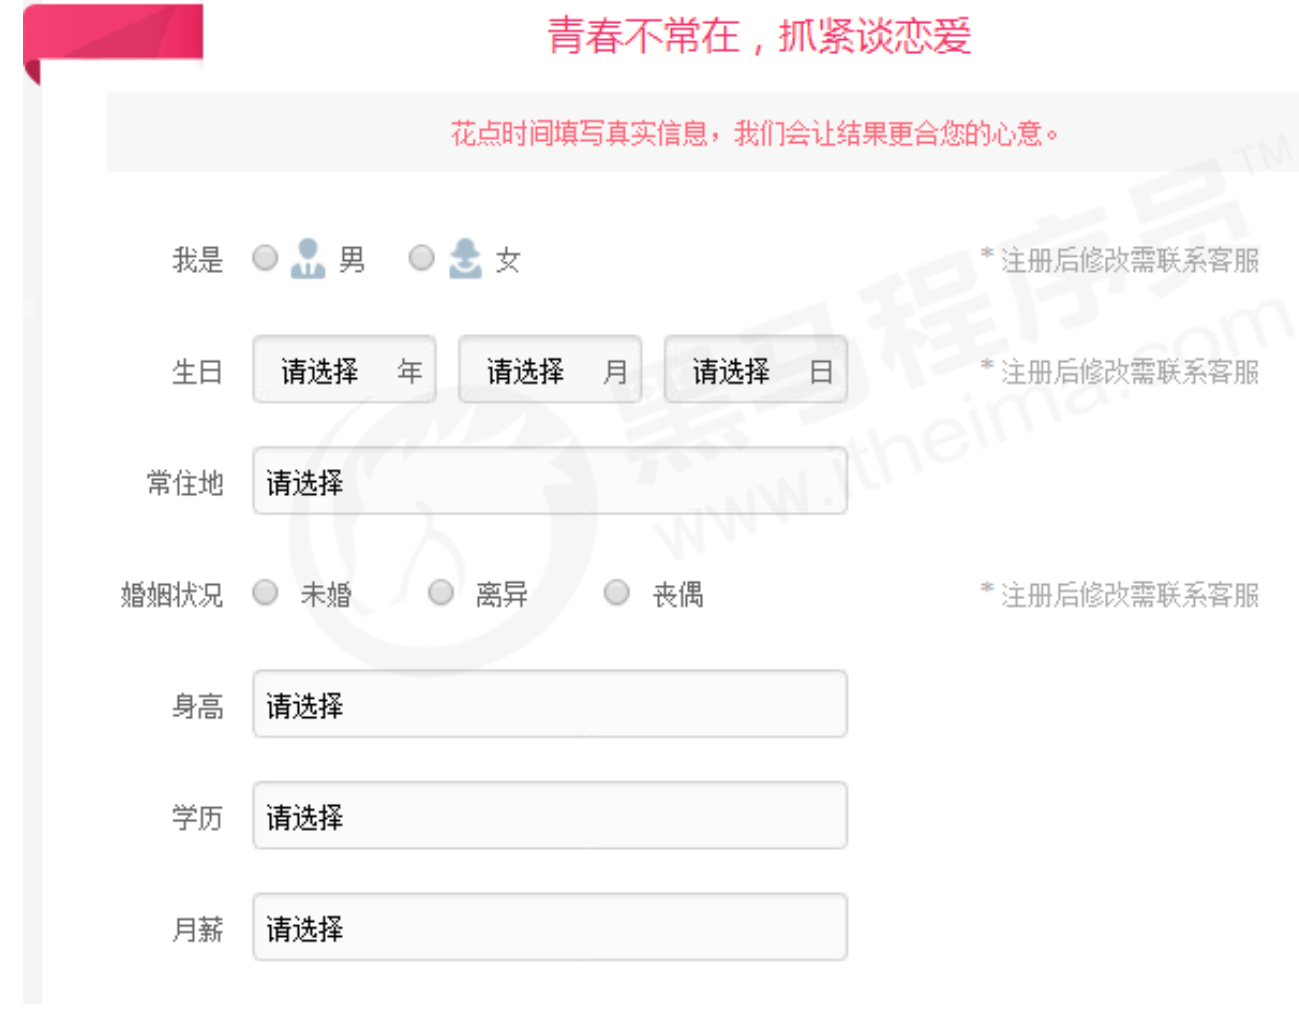 青春不常在，抓紧谈恋爱
花点时间填写真实信息，我们会让结果更合您的心意。
我是 男 女 * 注册后修改需联系客服
生日 请选择 年 请选择 月 请选择 日 * 注册后修改需联系客服
常住地 请选择
婚姻状况 未婚 离异 丧偶 * 注册后修改需联系客服
身高 请选择
学历 请选择
月薪 请选择
黑马程序员TM
www.itheima.com